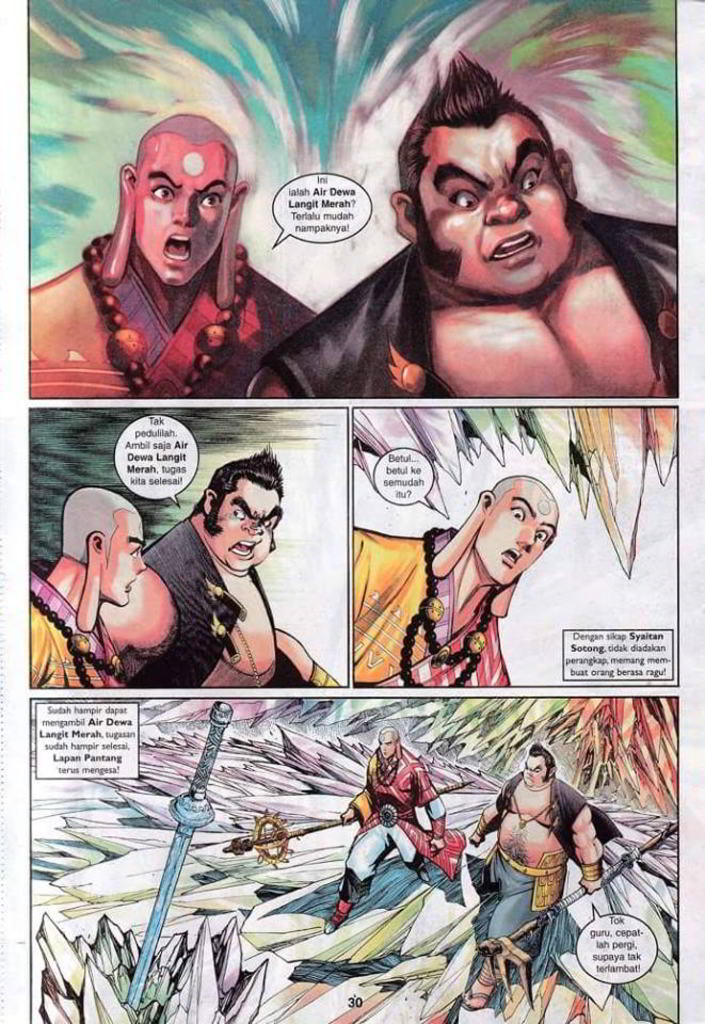 Ini
ialah Air Dewa
Langit Merah?
Terlalu mudah
nampaknya!
Tak
pedulilah.
Ambil saja Air
Dewa Langit
Merah, tugas
kita selesai!
Betul...
betul ke
semudah
itu?
Dengan sikap Syaitan
Sotong, tidak diadakan
perangkap, memang mem-
buat orang berasa ragu!
Sudah hampir dapat
mengambil Air Dewa
Langit Merah, tugasan
sudah hampir selesai,
Lapan Pantang
terus mengesa!
Tok
guru, cepat-
lah pergi,
supaya tak
terlambat!
30